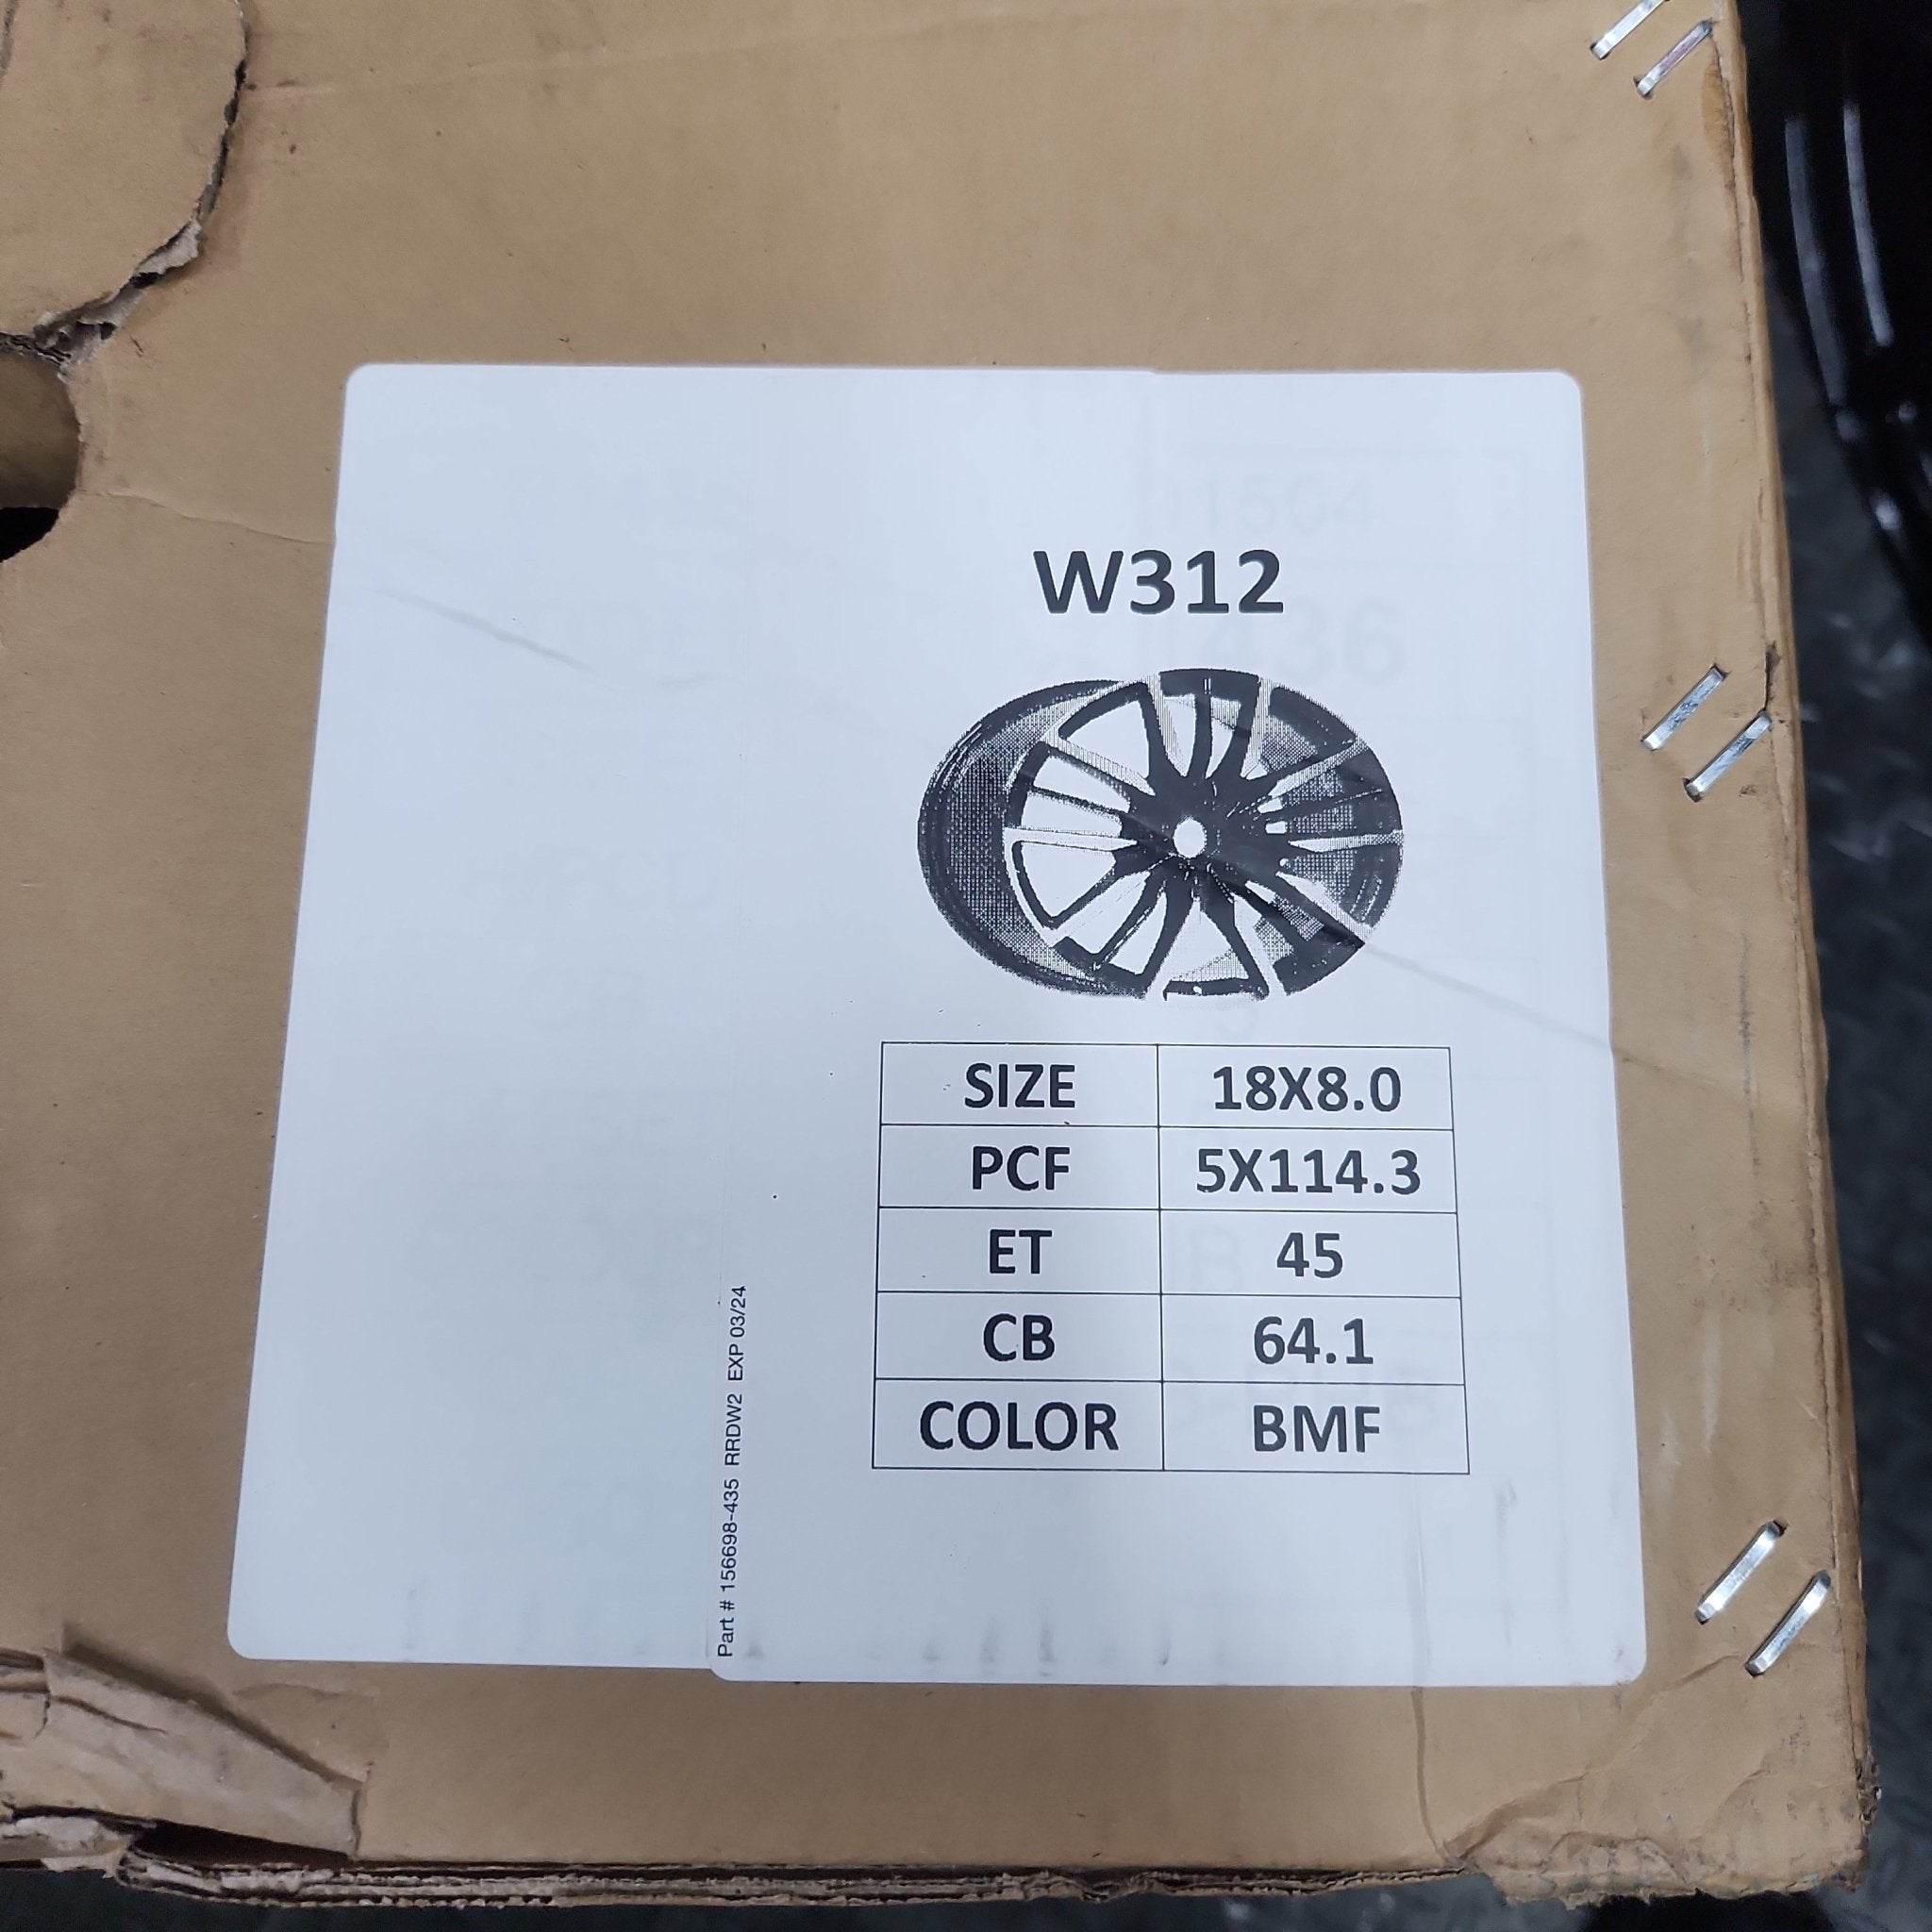 W312
SIZE 18X8.0
PCF 5X114.3
ET 45
CB 64.1
COLOR BMF
Part # 156698-435 RRDW2 EXP 03/24